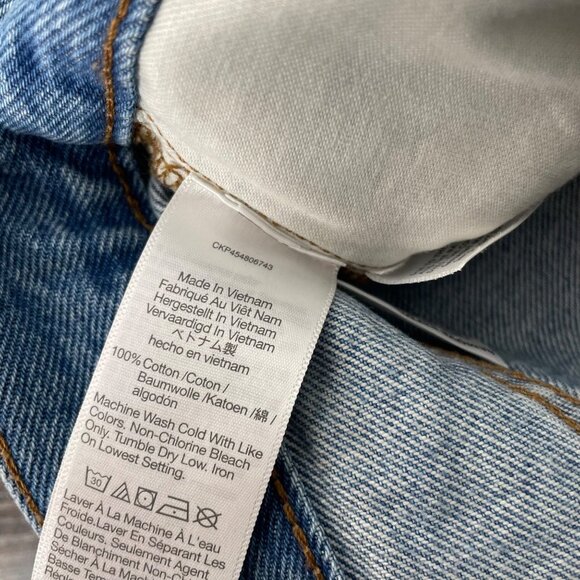 CKP454806743
Made In Vietnam
Fabriqué Au Viêt Nam
Hergestellt In Vietnam
Vervaardigd In Vietnam
ベトナム製
hecho en vietnam
100% Cotton /Coton /
Baumwolle /Katoen /綿 /
algodón
Machine Wash Cold With Like
Colors. Non-Chlorine Bleach
Only. Tumble Dry Low. Iron
On Lowest Setting.
30
Laver À La Machine À L'eau
Froide.Laver En Séparant Les
Couleurs. Seulement Pas
De Blanchiment Non-Chloré
Sécher À La Machine
Basse Temp